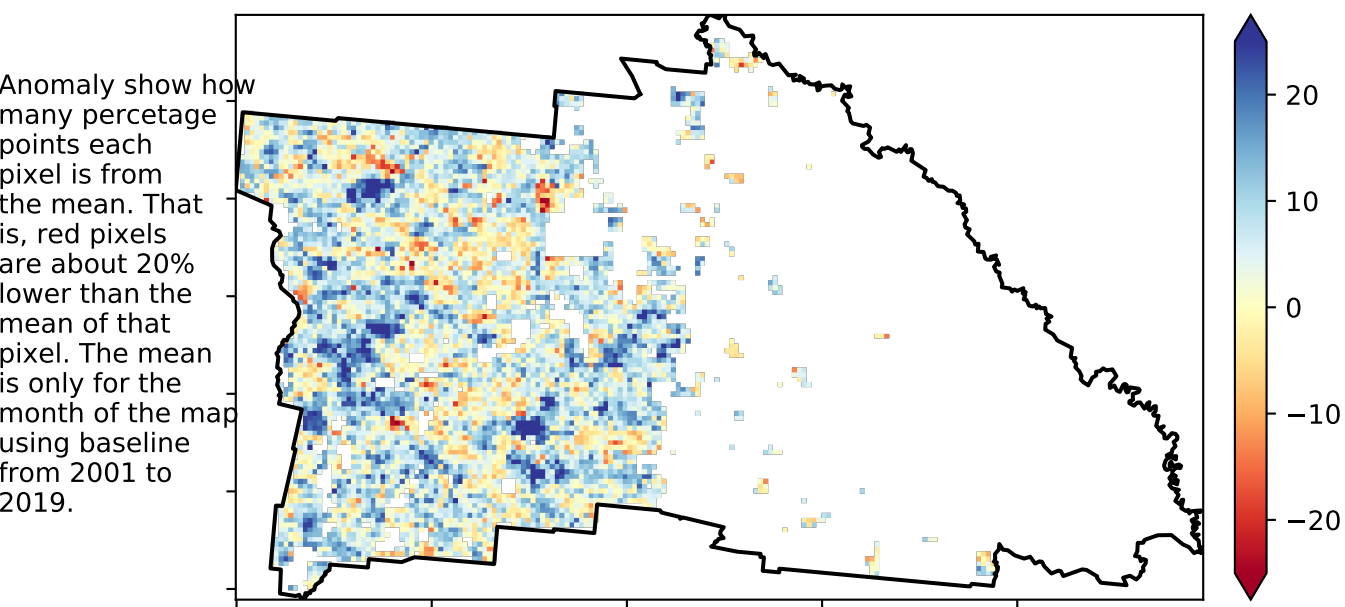 Anomaly show how
many percetage
points each
pixel is from
the mean. That
is, red pixels
are about 20%
lower than the
mean of that
pixel. The mean
is only for the
month of the map
using baseline
from 2001 to
2019.
20
10
0
−10
−20